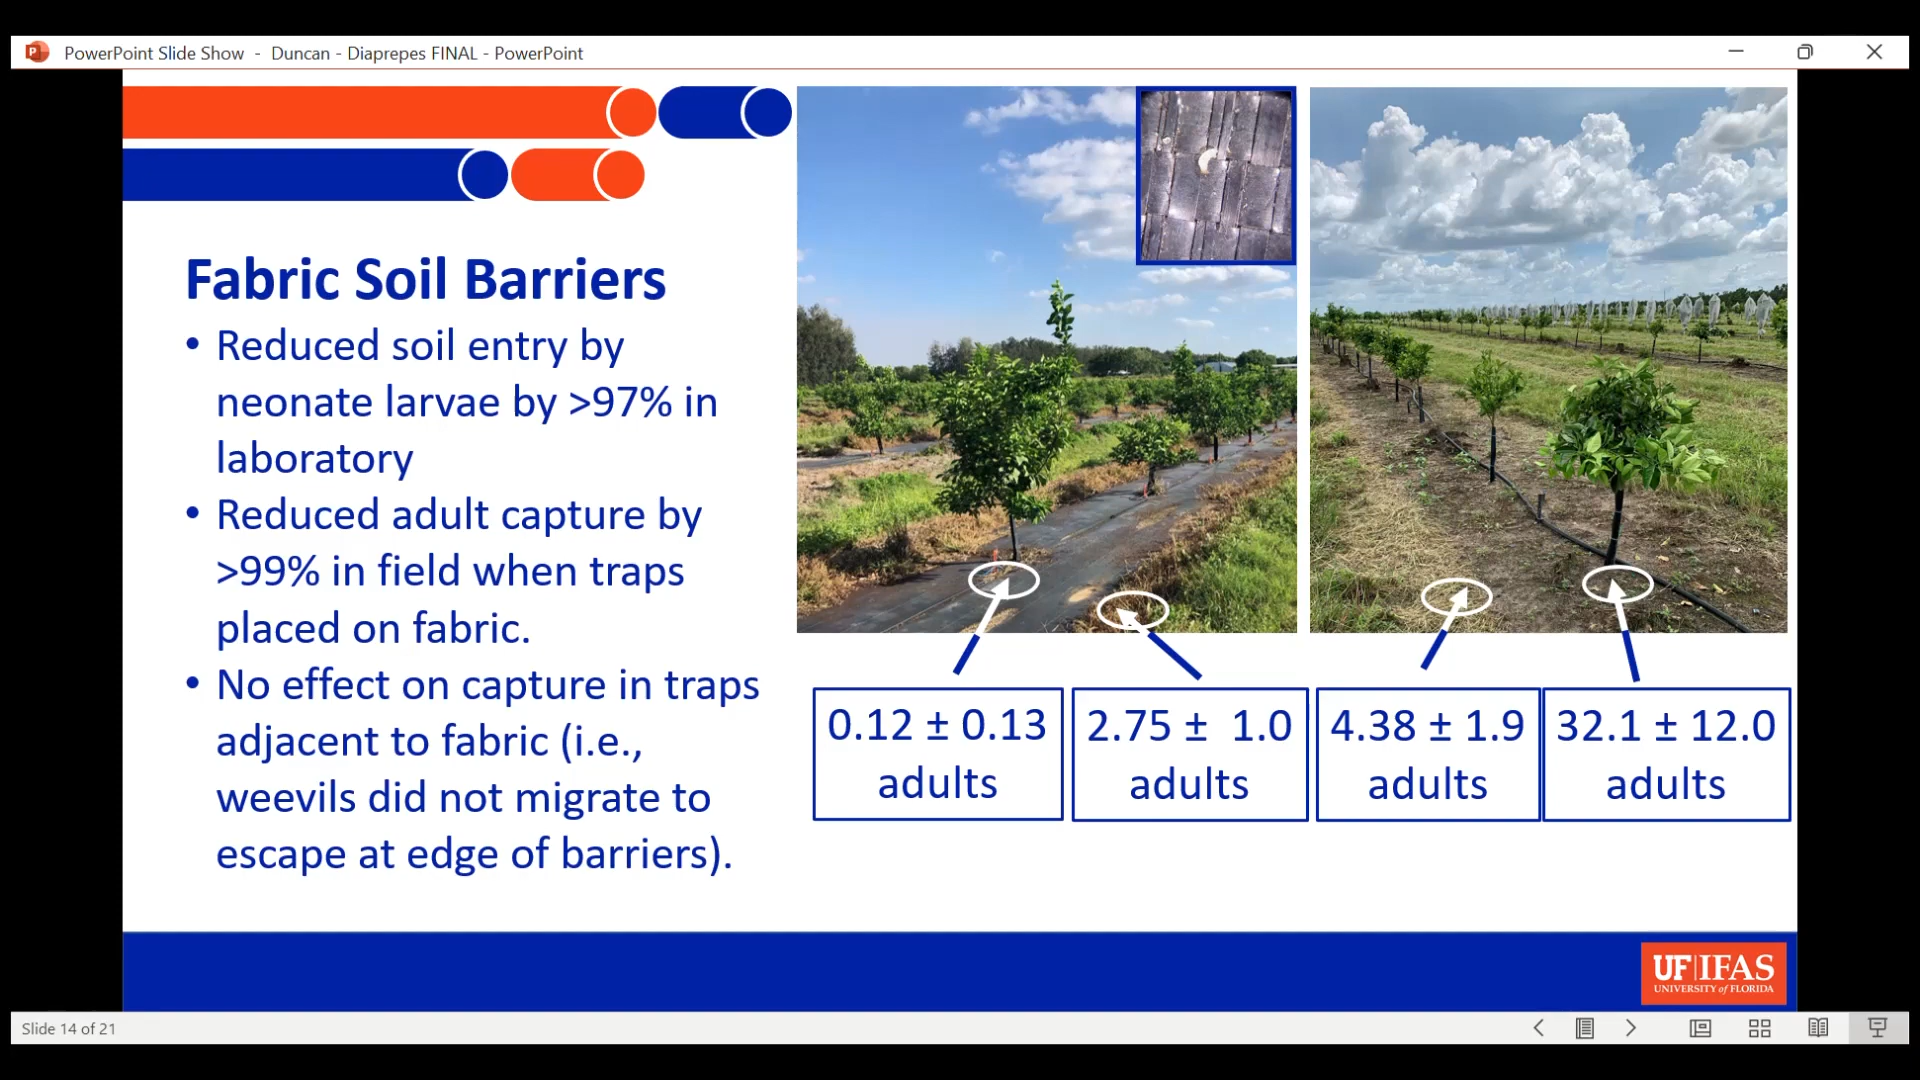 PowerPoint Slide Show - Duncan - Diaprepes FINAL - PowerPoint
Fabric Soil Barriers
• Reduced soil entry by
neonate larvae by >97% in
laboratory
• Reduced adult capture by
>99% in field when traps
placed on fabric.
• No effect on capture in traps
adjacent to fabric (i.e.,
weevils did not migrate to
escape at edge of barriers).
0.12 ± 0.13
adults
2.75 ± 1.0
adults
4.38 ± 1.9
adults
32.1 ± 12.0
adults
UF|IFAS
UNIVERSITY of FLORIDA
Slide 14 of 21